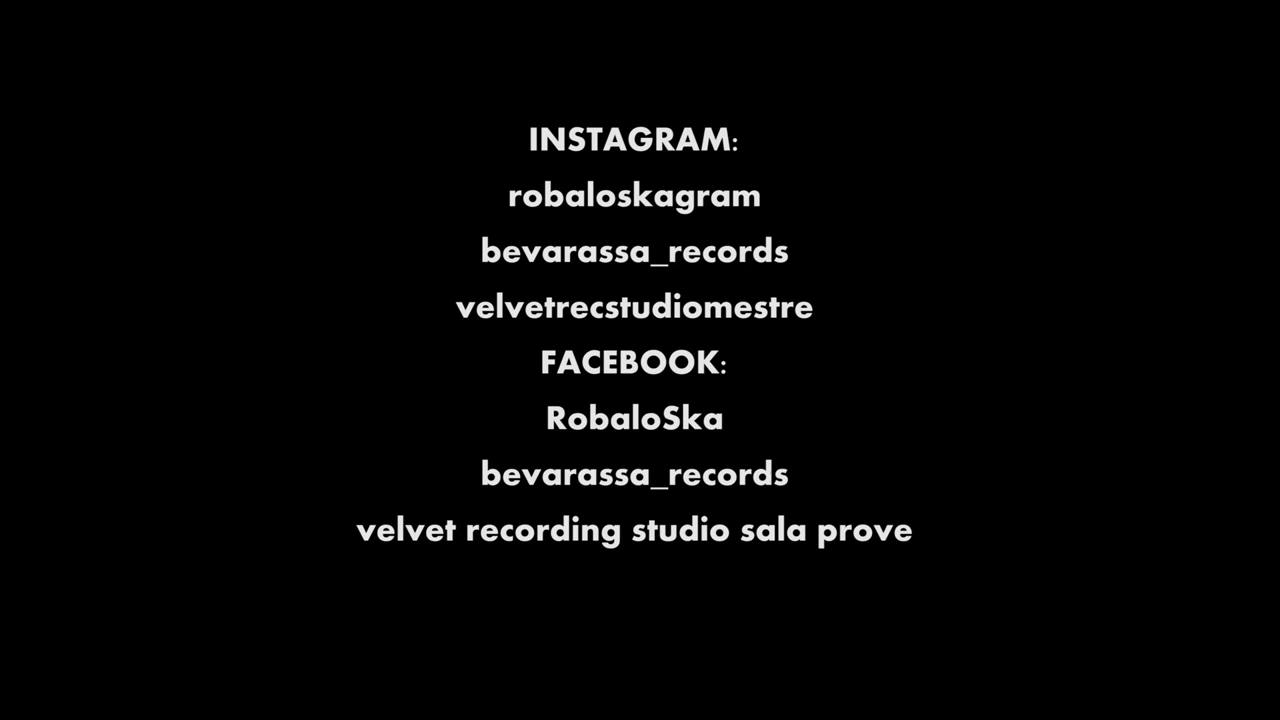 INSTAGRAM:
robaloskagram
bevarassa_records
velvetrecstudiomestre
FACEBOOK:
RobaloSka
bevarassa_records
velvet recording studio sala prove